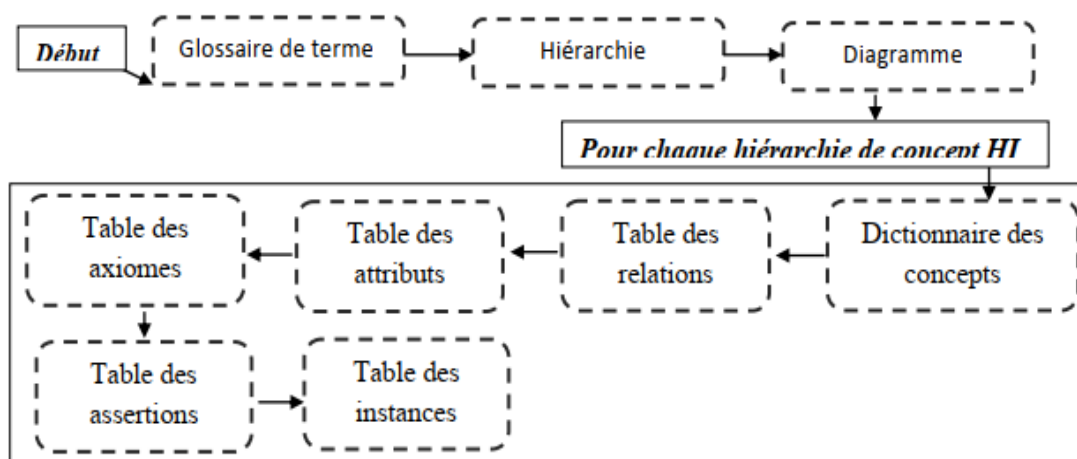 Début
Glossaire de terme
Hiérarchie
Diagramme
Pour chaque hiérarchie de concept HI
Dictionnaire des
concepts
Table des
relations
Table des
attributs
Table des
axiomes
Table des
assertions
Table des
instances